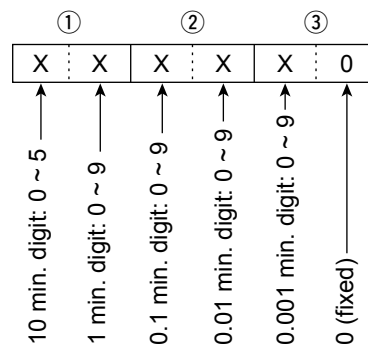 ① ② ③
X X X X X 0
10 min. digit: 0 ~ 5
1 min. digit: 0 ~ 9
0.1 min. digit: 0 ~ 9
0.01 min. digit: 0 ~ 9
0.001 min. digit: 0 ~ 9
0 (fixed)